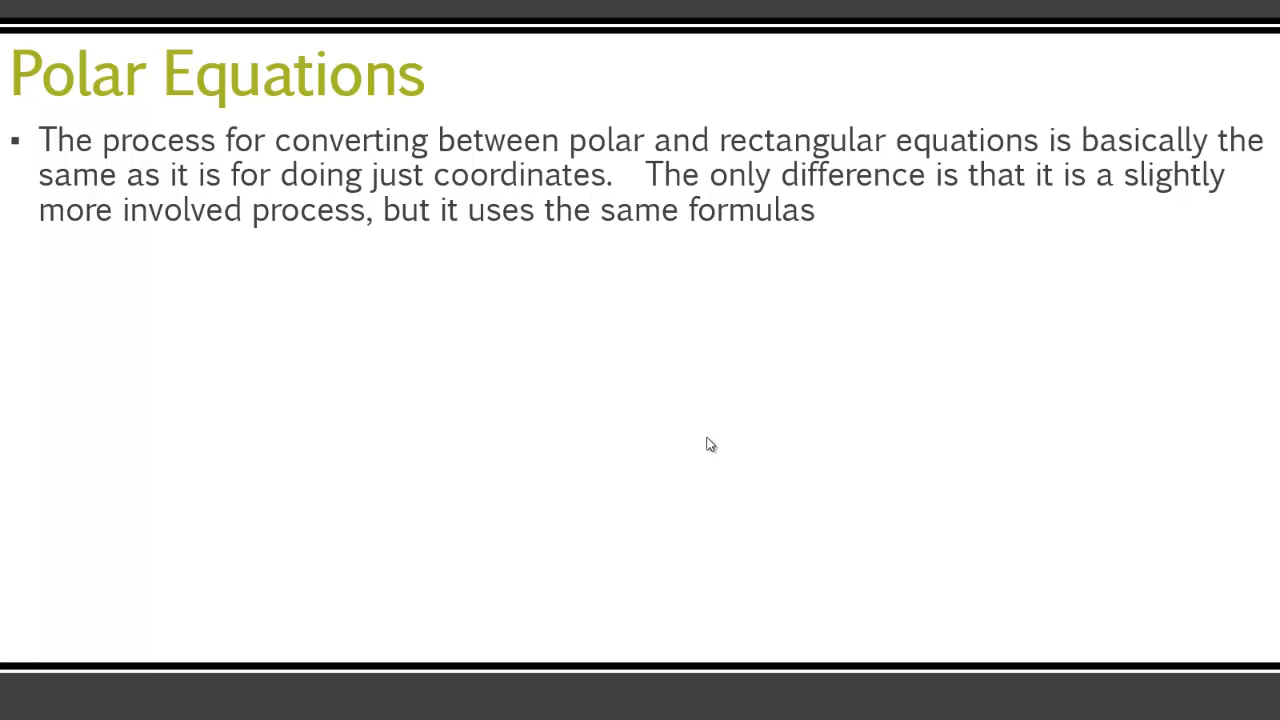 Polar Equations
▪ The process for converting between polar and rectangular equations is basically the
same as it is for doing just coordinates. The only difference is that it is a slightly
more involved process, but it uses the same formulas